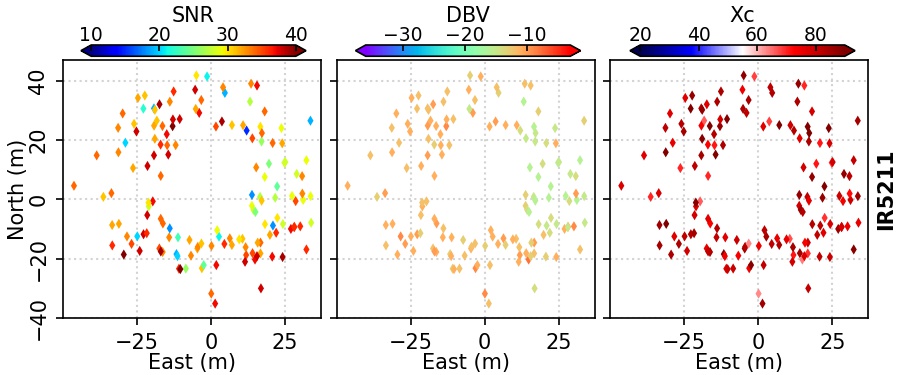 SNR DBV Xc
10 20 30 40 −30 −20 −10 20 40 60 80
40
20
0
−20
−40
North (m)
−25 0 25 −25 0 25 −25 0 25
East (m) East (m) East (m)
IR5211